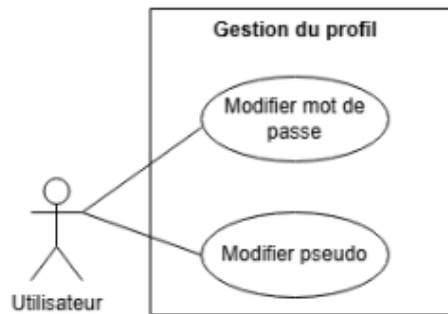 Gestion du profil
Modifier mot de
passe
Modifier pseudo
Utilisateur